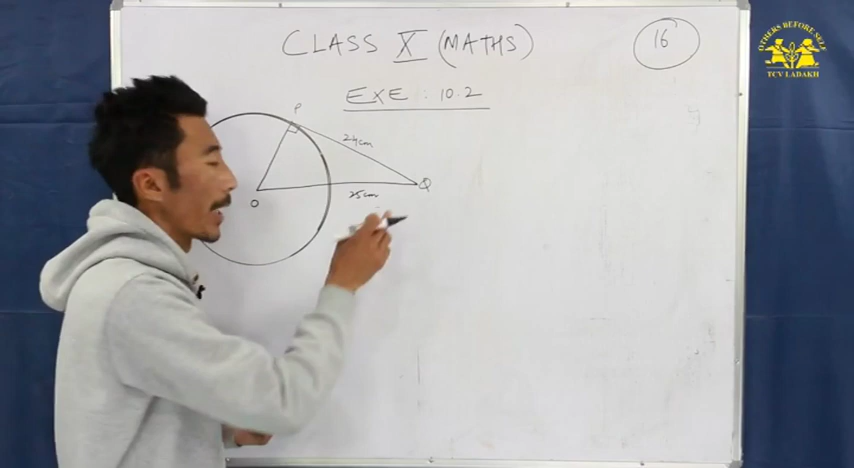 CLASS X (MATHS)
16
EXE : 10.2
P
24cm
Q
25cm
O
OTHERS BEFORE SELF
TCV LADAKH